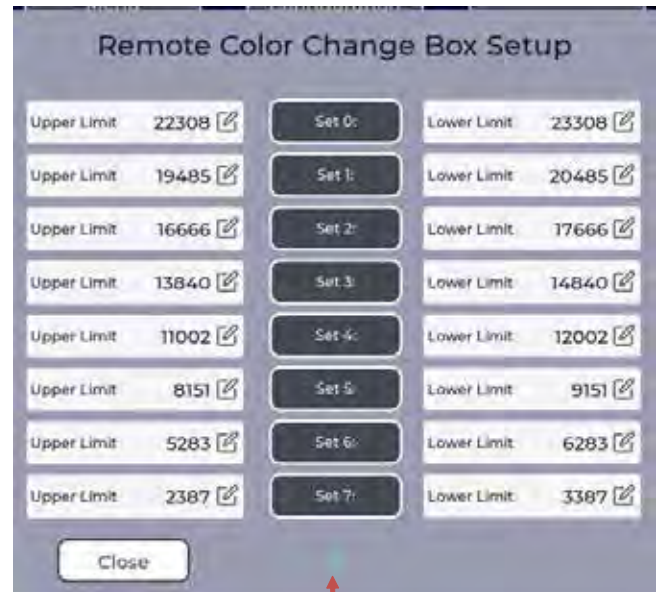 Remote Color Change Box Setup
Upper Limit 22308 Set 0: Lower Limit 23308
Upper Limit 19485 Set 1: Lower Limit 20485
Upper Limit 16666 Set 2: Lower Limit 17666
Upper Limit 13840 Set 3: Lower Limit 14840
Upper Limit 11002 Set 4: Lower Limit 12002
Upper Limit 8151 Set 5: Lower Limit 9151
Upper Limit 5283 Set 6: Lower Limit 6283
Upper Limit 2387 Set 7: Lower Limit 3387
Close